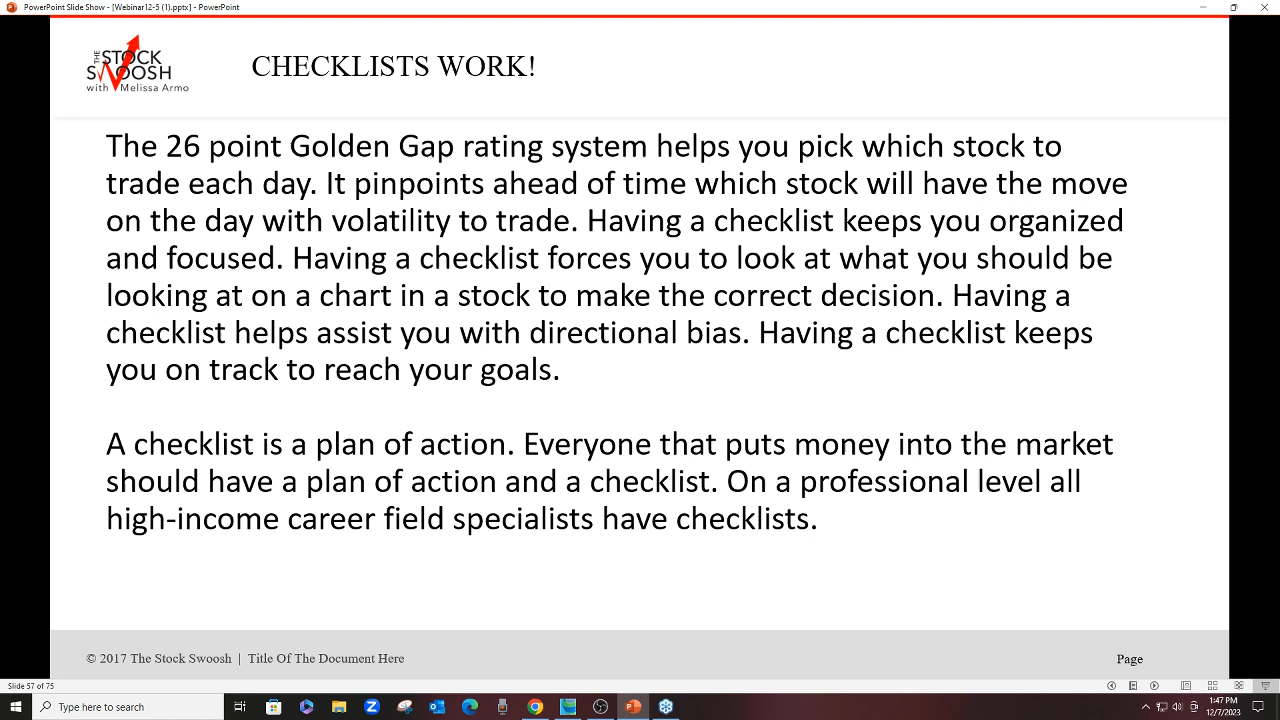 PowerPoint Slide Show - [Webinar12-5 (1).pptx] - PowerPoint
THE
STOCK
SWOOSH
with Melissa Armo
CHECKLISTS WORK!
The 26 point Golden Gap rating system helps you pick which stock to
trade each day. It pinpoints ahead of time which stock will have the move
on the day with volatility to trade. Having a checklist keeps you organized
and focused. Having a checklist forces you to look at what you should be
looking at on a chart in a stock to make the correct decision. Having a
checklist helps assist you with directional bias. Having a checklist keeps
you on track to reach your goals.
A checklist is a plan of action. Everyone that puts money into the market
should have a plan of action and a checklist. On a professional level all
high-income career field specialists have checklists.
© 2017 The Stock Swoosh | Title Of The Document Here
Page
Slide 57 of 75
Type here to search
1:47 PM
12/7/2023